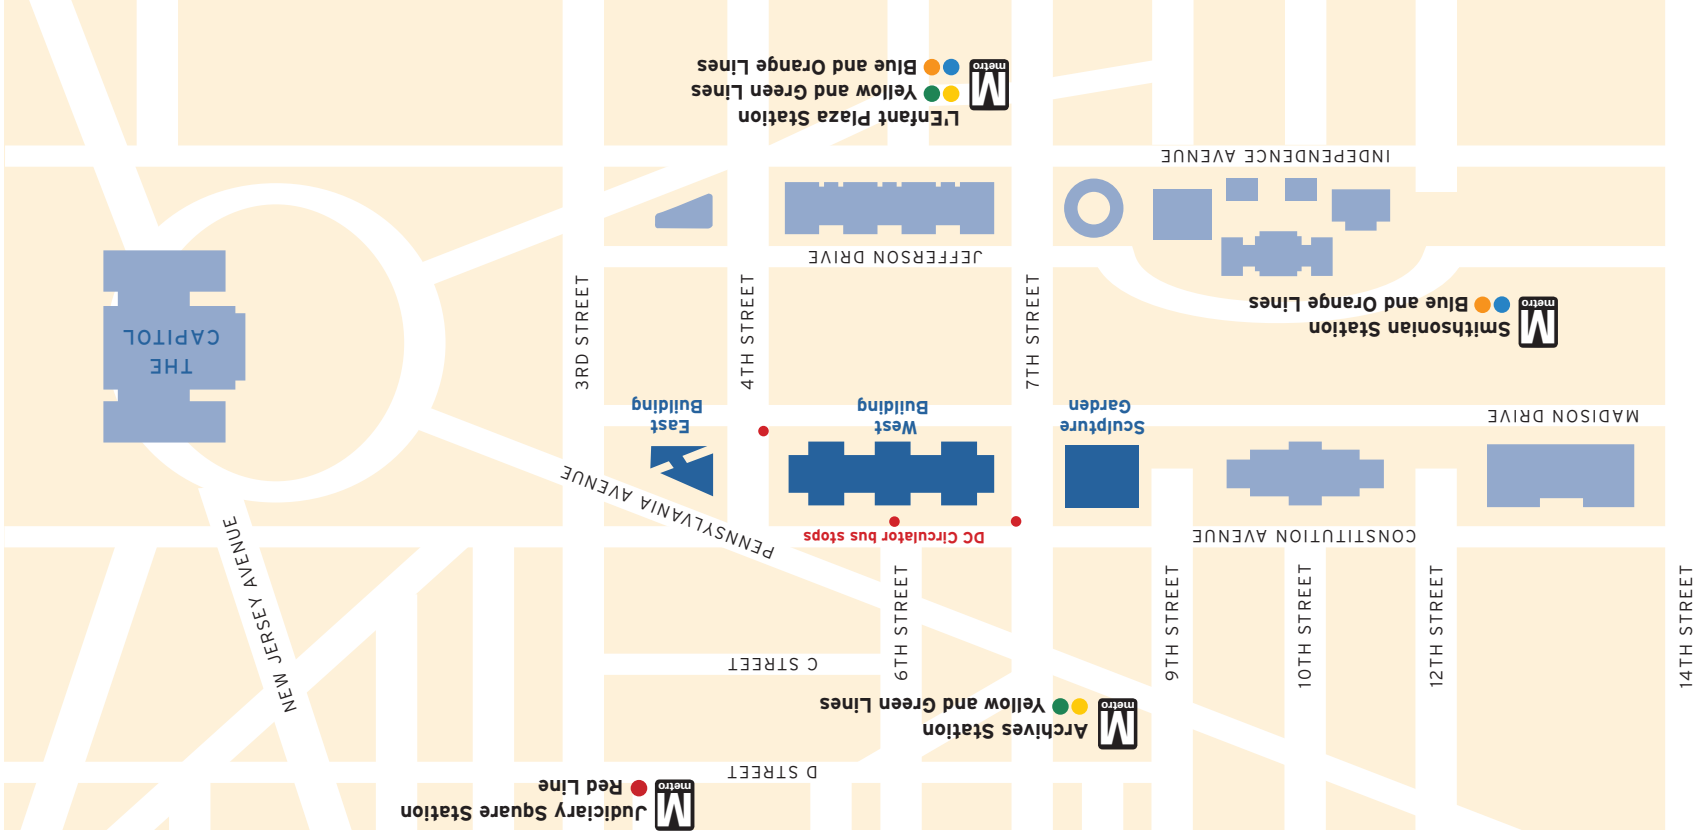 M
metro
Judiciary Square Station
Red Line
D STREET
M
metro
Archives Station
Yellow and Green Lines
C STREET
14TH STREET
12TH STREET
10TH STREET
9TH STREET
6TH STREET
NEW JERSEY AVENUE
CONSTITUTION AVENUE
DC Circulator bus stops
PENNSYLVANIA AVENUE
MADISON DRIVE
Sculpture
Garden
West
Building
East
Building
THE
CAPITOL
7TH STREET
4TH STREET
3RD STREET
M
metro
Smithsonian Station
Blue and Orange Lines
JEFFERSON DRIVE
INDEPENDENCE AVENUE
M
metro
L'Enfant Plaza Station
Yellow and Green Lines
Blue and Orange Lines